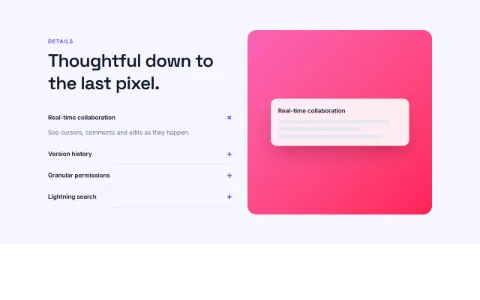 DETAILS
Thoughtful down to
the last pixel.
Real-time collaboration
See cursors, comments and edits as they happen.
Version history
Granular permissions
Lightning search
Real-time collaboration